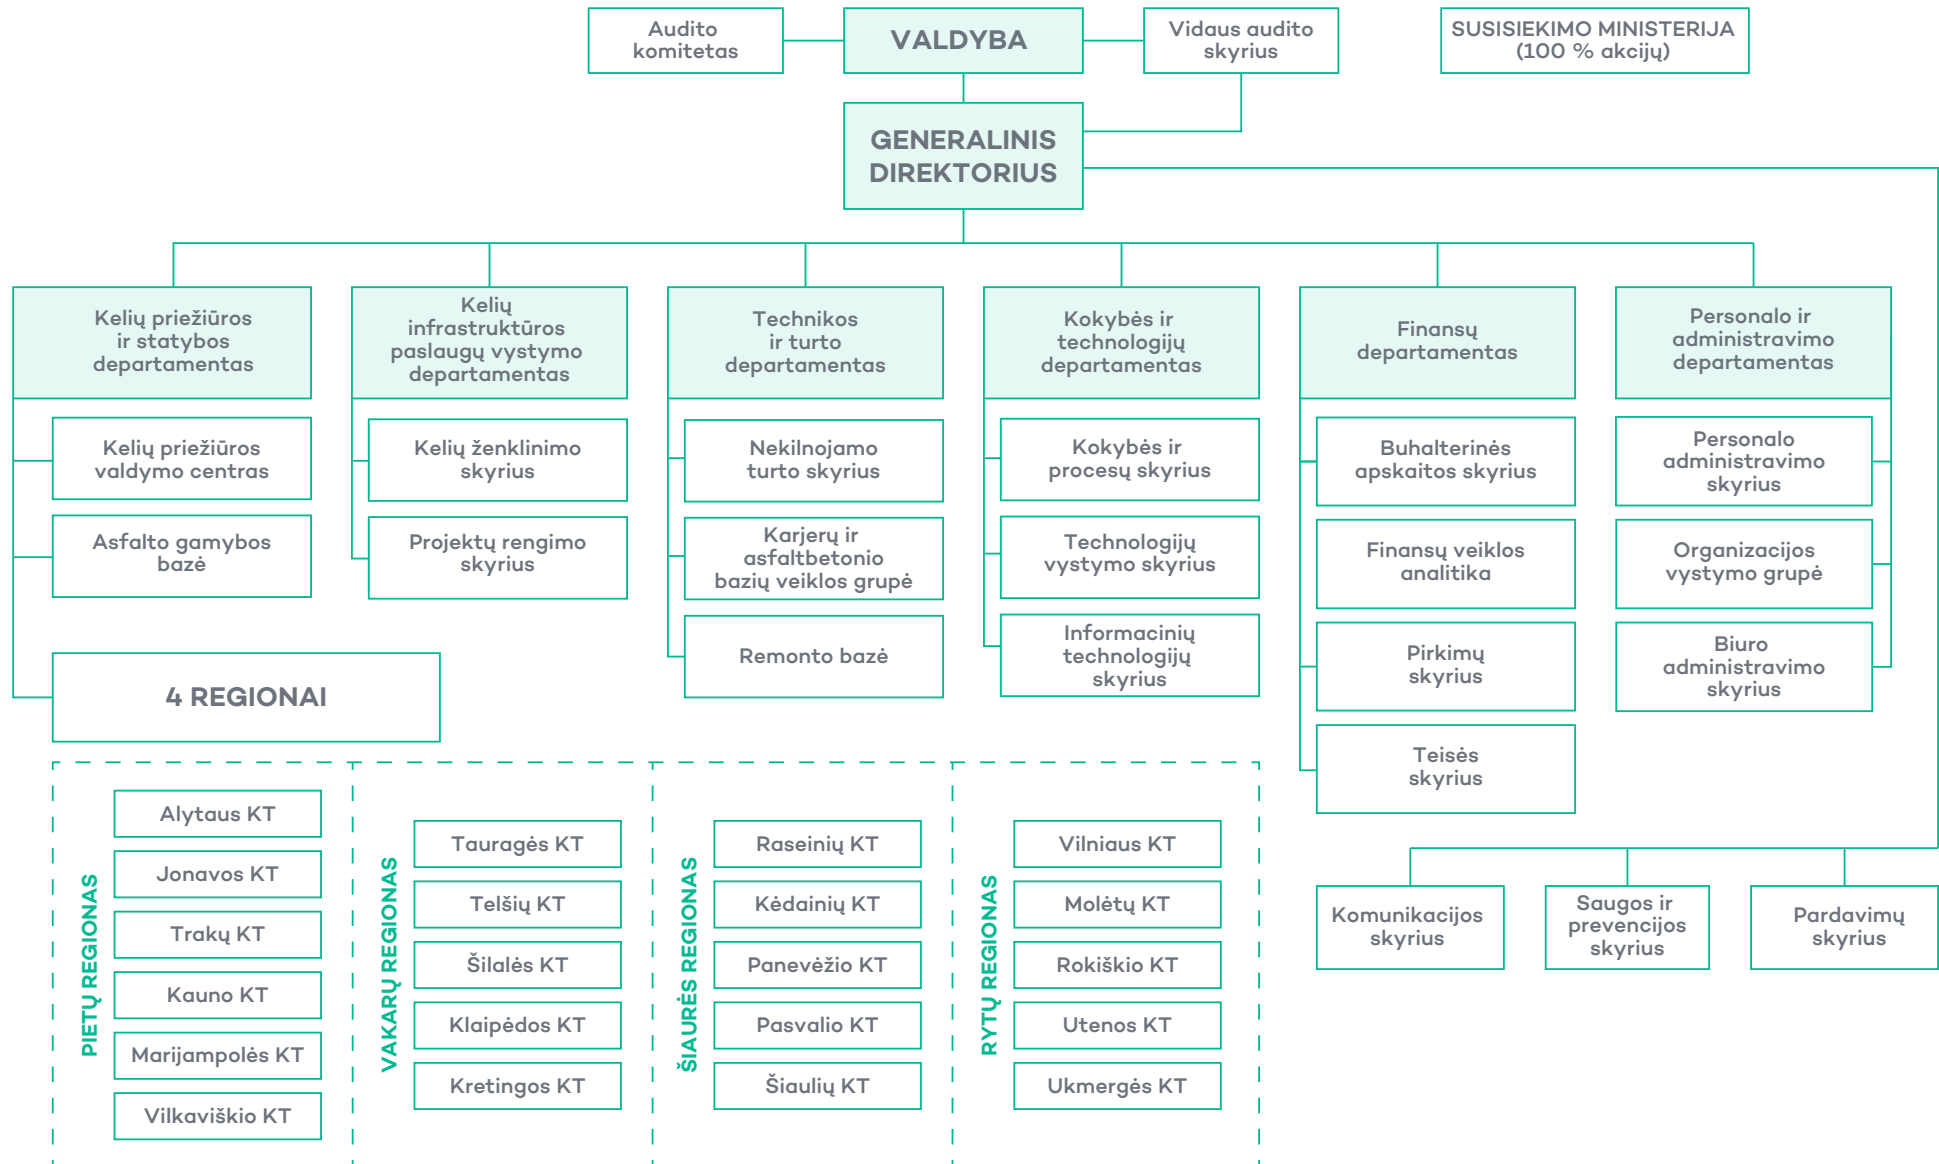 Audito
komitetas
VALDYBA
Vidaus audito
skyrius
SUSISIEKIMO MINISTERIJA
(100 % akcijų)
GENERALINIS
DIREKTORIUS
Kelių priežiūros
ir statybos
departamentas
Kelių
infrastruktūros
paslaugų vystymo
departamentas
Technikos
ir turto
departamentas
Kokybės ir
technologijų
departamentas
Finansų
departamentas
Personalo ir
administravimo
departamentas
Kelių priežiūros
valdymo centras
Asfalto gamybos
bazė
4 REGIONAI
Kelių ženklinimo
skyrius
Projektų rengimo
skyrius
Nekilnojamo
turto skyrius
Karjerų ir
asfaltbetonio
bazių veiklos grupė
Remonto bazė
Kokybės ir
procesų skyrius
Technologijų
vystymo skyrius
Informacinių
technologijų
skyrius
Buhalterinės
apskaitos skyrius
Finansų veiklos
analitika
Pirkimų
skyrius
Teisės
skyrius
Personalo
administravimo
skyrius
Organizacijos
vystymo grupė
Biuro
administravimo
skyrius
PIETŲ REGIONAS
Alytaus KT
Jonavos KT
Trakų KT
Kauno KT
Marijampolės KT
Vilkaviškio KT
VAKARŲ REGIONAS
Tauragės KT
Telšių KT
Šilalės KT
Klaipėdos KT
Kretingos KT
ŠIAURĖS REGIONAS
Raseinių KT
Kėdainių KT
Panevėžio KT
Pasvalio KT
Šiaulių KT
RYTŲ REGIONAS
Vilniaus KT
Molėtų KT
Rokiškio KT
Utenos KT
Ukmergės KT
Komunikacijos
skyrius
Saugos ir
prevencijos
skyrius
Pardavimų
skyrius